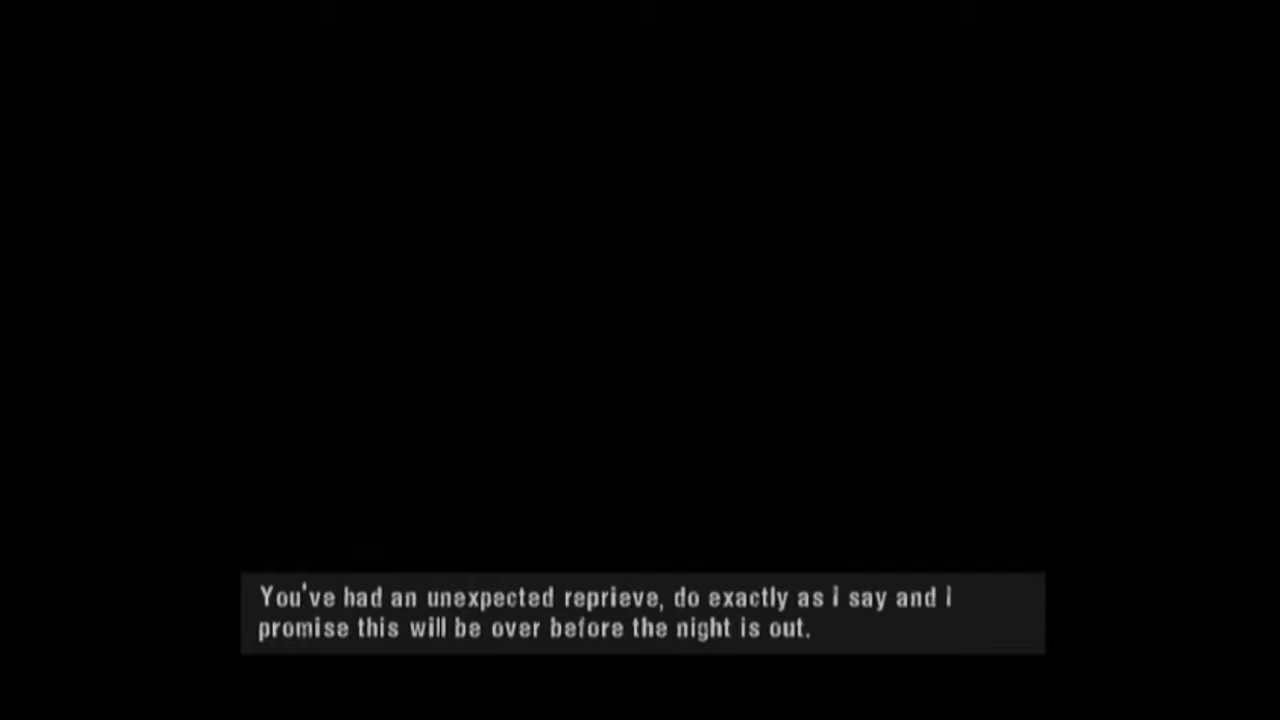 You've had an unexpected reprieve, do exactly as i say and i
promise this will be over before the night is out.